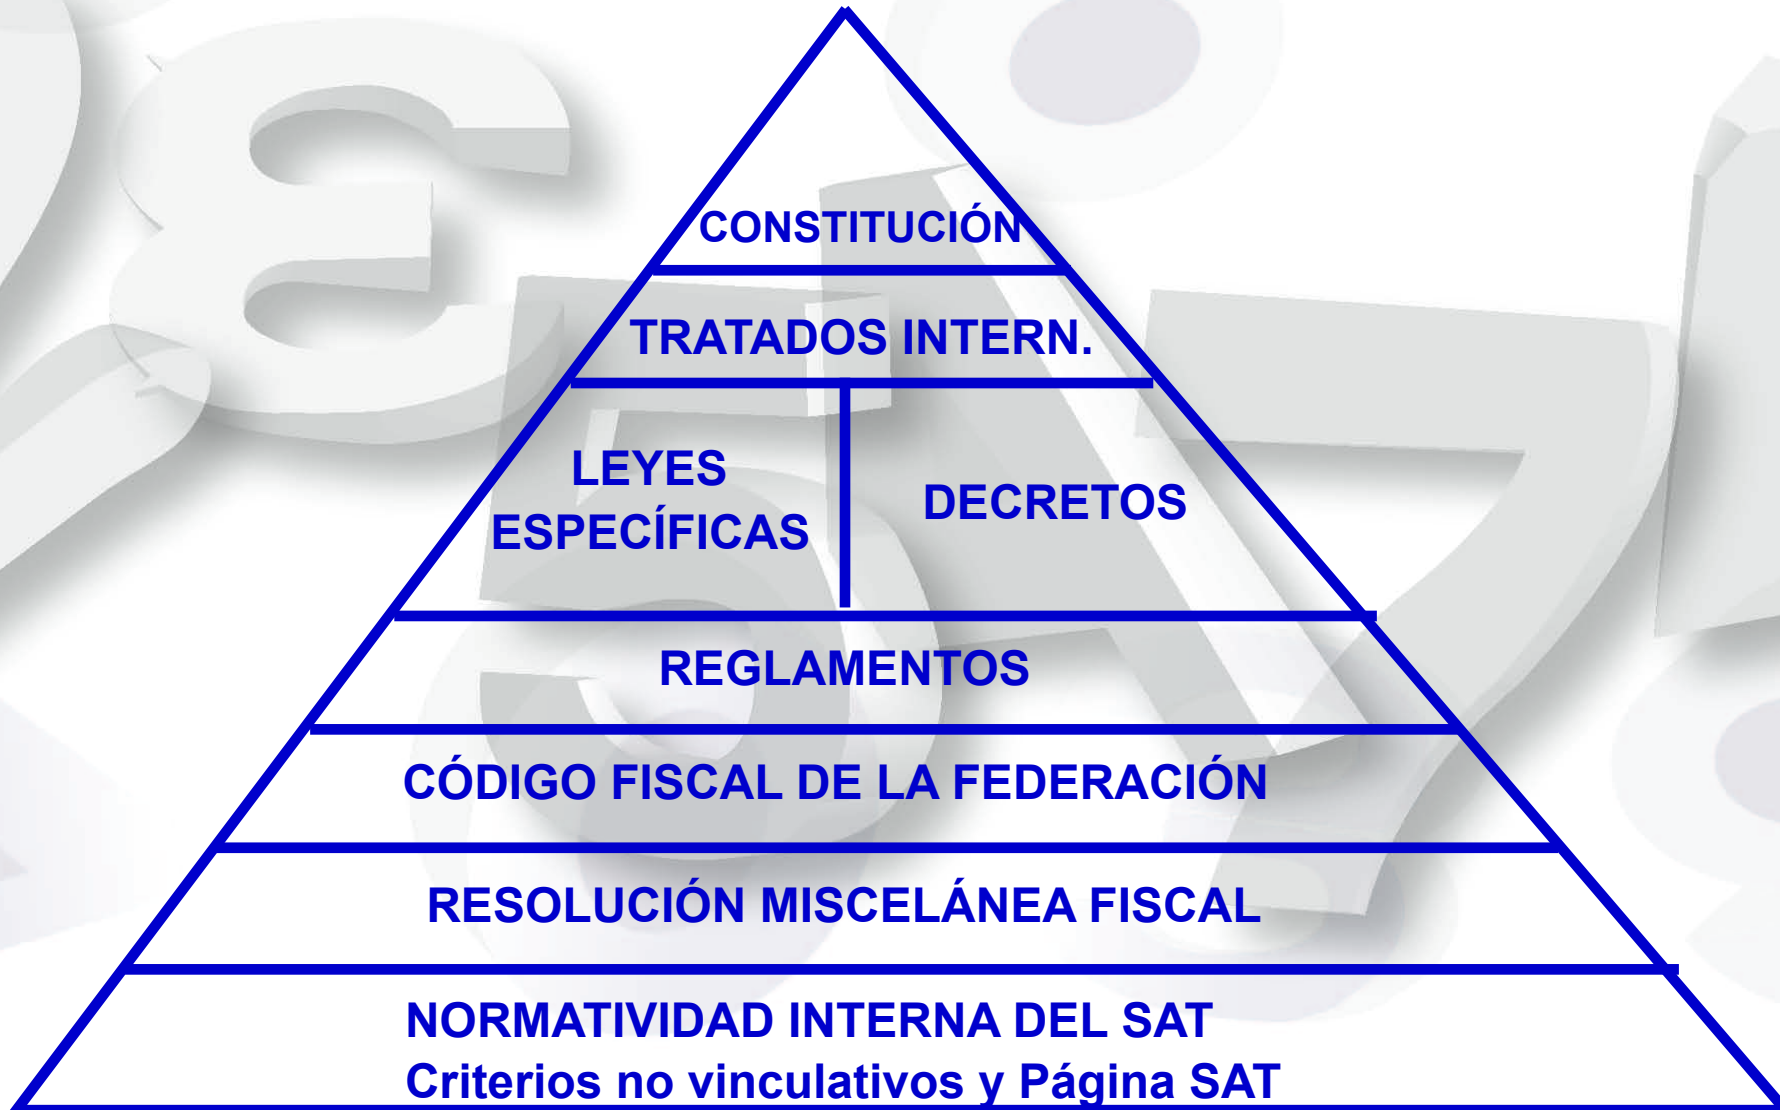 CONSTITUCIÓN
TRATADOS INTERN.
LEYES
ESPECÍFICAS
DECRETOS
REGLAMENTOS
CÓDIGO FISCAL DE LA FEDERACIÓN
RESOLUCIÓN MISCELÁNEA FISCAL
NORMATIVIDAD INTERNA DEL SAT
Criterios no vinculativos y Página SAT